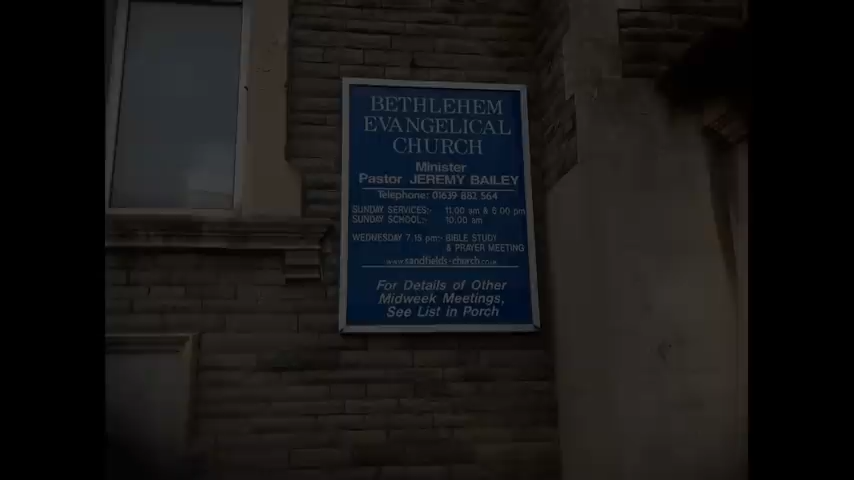 BETHLEHEM
EVANGELICAL
CHURCH
Minister
Pastor JEREMY BAILEY
Telephone: 01639 882 564
SUNDAY SERVICES:- 11.00 am & 6.00 pm
SUNDAY SCHOOL:- 10.00 am
WEDNESDAY 7.15 pm:- BIBLE STUDY
& PRAYER MEETING
www.sandfields-church.co.uk
For Details of Other
Midweek Meetings,
See List in Porch